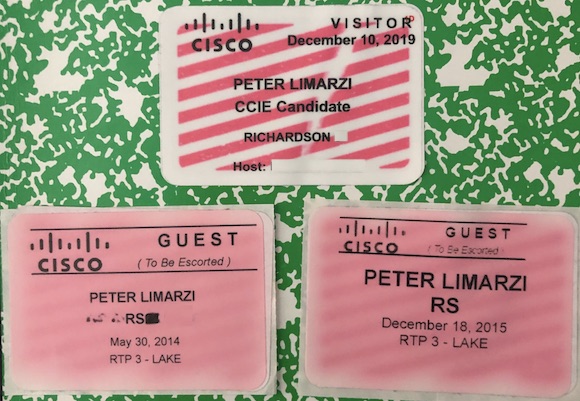 CISCO
VISITOR
December 10, 2019
PETER LIMARZI
CCIE Candidate
RICHARDSON
Host:
CISCO
GUEST
( To Be Escorted )
PETER LIMARZI
RS
May 30, 2014
RTP 3 - LAKE
CISCO
GUEST
( To Be Escorted )
PETER LIMARZI
RS
December 18, 2015
RTP 3 - LAKE